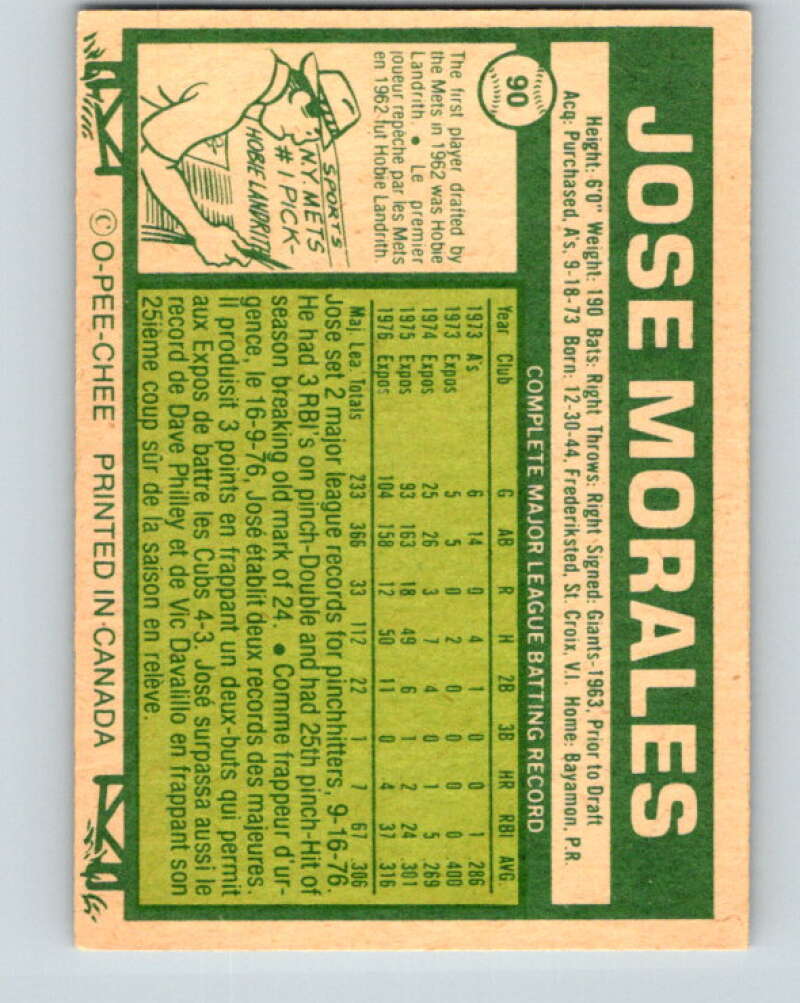 JOSE MORALES
Height: 6'0" Weight: 190 Bats: Right Throws: Right Signed: Giants-1963, Prior to Draft
Acq: Purchased, A's, 9-18-73 Born: 12-30-44, Frederiksted, St. Croix, V.I. Home: Bayamon, P.R.
90
COMPLETE MAJOR LEAGUE BATTING RECORD
Year Club G AB R H 2B 3B HR RBI AVG
1973 A's 6 14 0 4 1 0 0 1 .286
1973 Expos 5 5 0 2 0 0 0 0 .400
1974 Expos 25 26 3 7 4 0 1 5 .269
1975 Expos 93 163 18 49 6 1 2 24 .301
1976 Expos 104 158 12 50 11 0 4 37 .316
Maj. Lea. Totals 233 366 33 112 22 1 7 67 .306
Jose set 2 major league records for pinchhitters, 9-16-76.
He had 3 RBI's on pinch-Double and had 25th pinch-Hit of
season breaking old mark of 24. ● Comme frappeur d'ur-
gence, le 16-9-76, José établit deux records des majeures.
Il produisit 3 points en frappant un deux-buts qui permit
aux Expos de battre les Cubs 4-3. José surpassa aussi le
record de Dave Philley et de Vic Davalillo en frappant son
25ième coup sûr de la saison en relève.
The first player drafted by
the Mets in 1962 was Hobie
Landrith. ● Le premier
joueur repêché par les Mets
en 1962 fut Hobie Landrith.
SPORTS
N.Y. METS
#1 PICK-
HOBIE LANDRITH
© O-PEE-CHEE PRINTED IN CANADA